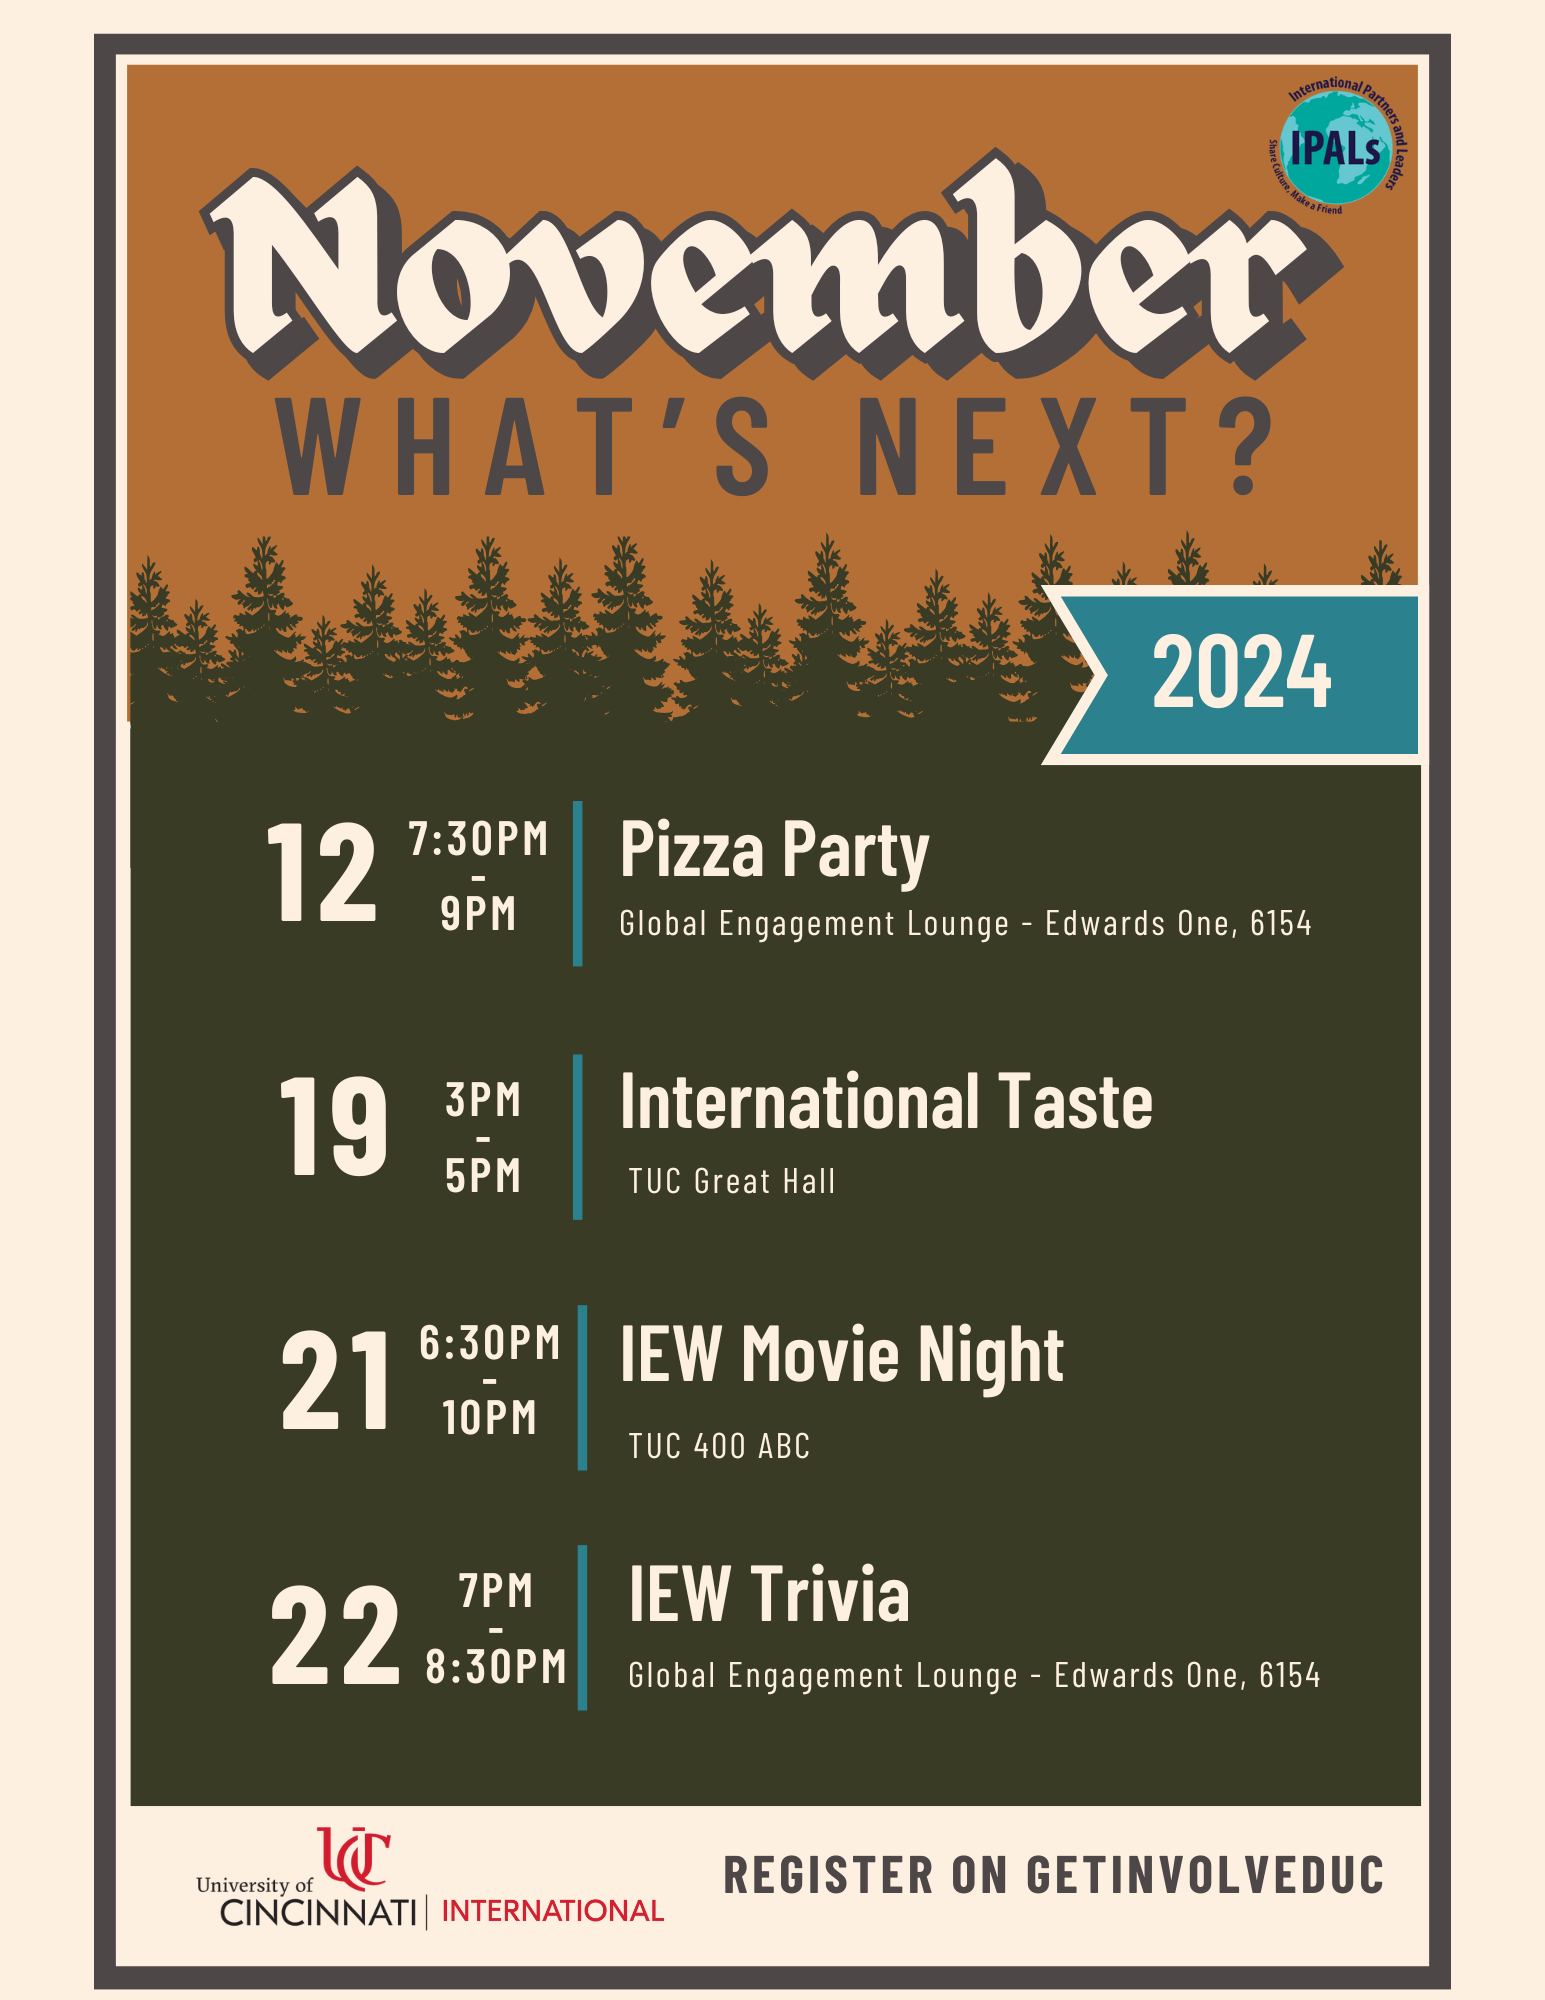 International Partners and Leaders
IPALs
Share Culture, Make a Friend
November
WHAT'S NEXT?
2024
12
7:30PM
-
9PM
Pizza Party
Global Engagement Lounge - Edwards One, 6154
19
3PM
-
5PM
International Taste
TUC Great Hall
21
6:30PM
-
10PM
IEW Movie Night
TUC 400 ABC
22
7PM
-
8:30PM
IEW Trivia
Global Engagement Lounge - Edwards One, 6154
UC
University of
CINCINNATI
INTERNATIONAL
REGISTER ON GETINVOLVEDUC